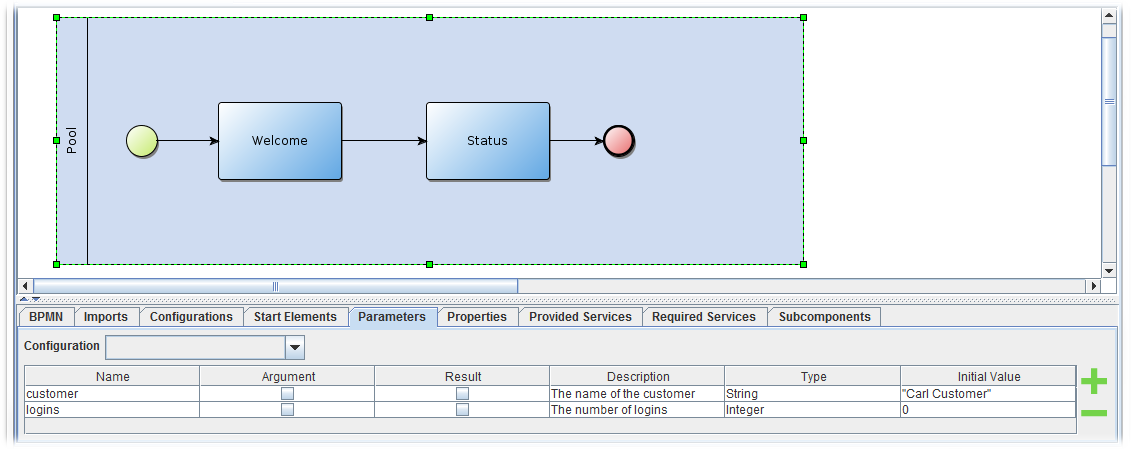 Pool
Welcome
Status
BPMN Imports Configurations Start Elements Parameters Properties Provided Services Required Services Subcomponents
Configuration
Name Argument Result Description Type Initial Value
customer The name of the customer String "Carl Customer"
logins The number of logins Integer 0